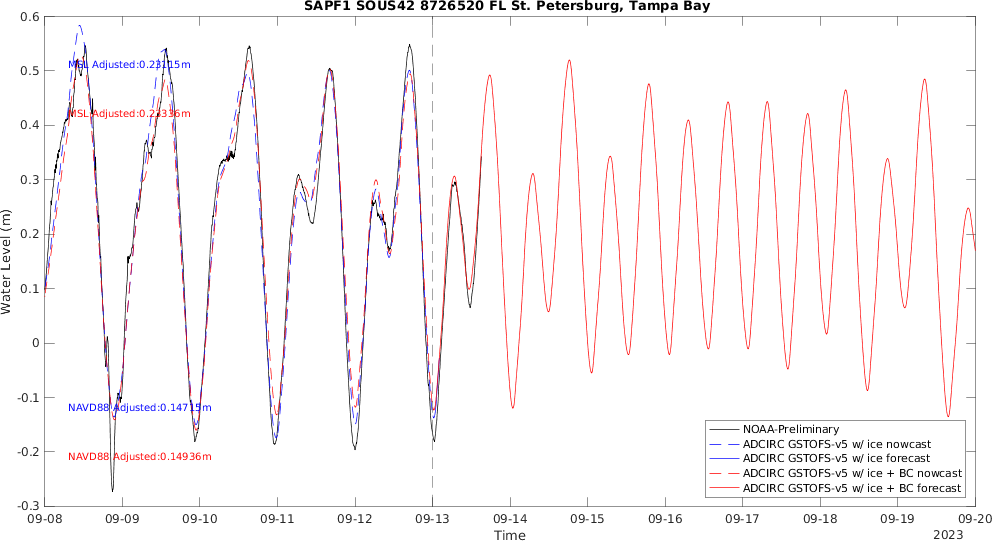 SAPF1 SOUS42 8726520 FL St. Petersburg, Tampa Bay
0.6
0.5
0.4
0.3
0.2
0.1
0
-0.1
-0.2
-0.3
Water Level (m)
MSL Adjusted:0.23115m
MSL Adjusted:0.23336m
NAVD88 Adjusted:0.14715m
NAVD88 Adjusted:0.14936m
NOAA-Preliminary
ADCIRC GSTOFS-v5 w/ ice nowcast
ADCIRC GSTOFS-v5 w/ ice forecast
ADCIRC GSTOFS-v5 w/ ice + BC nowcast
ADCIRC GSTOFS-v5 w/ ice + BC forecast
09-08 09-09 09-10 09-11 09-12 09-13 09-14 09-15 09-16 09-17 09-18 09-19 09-20
Time
2023